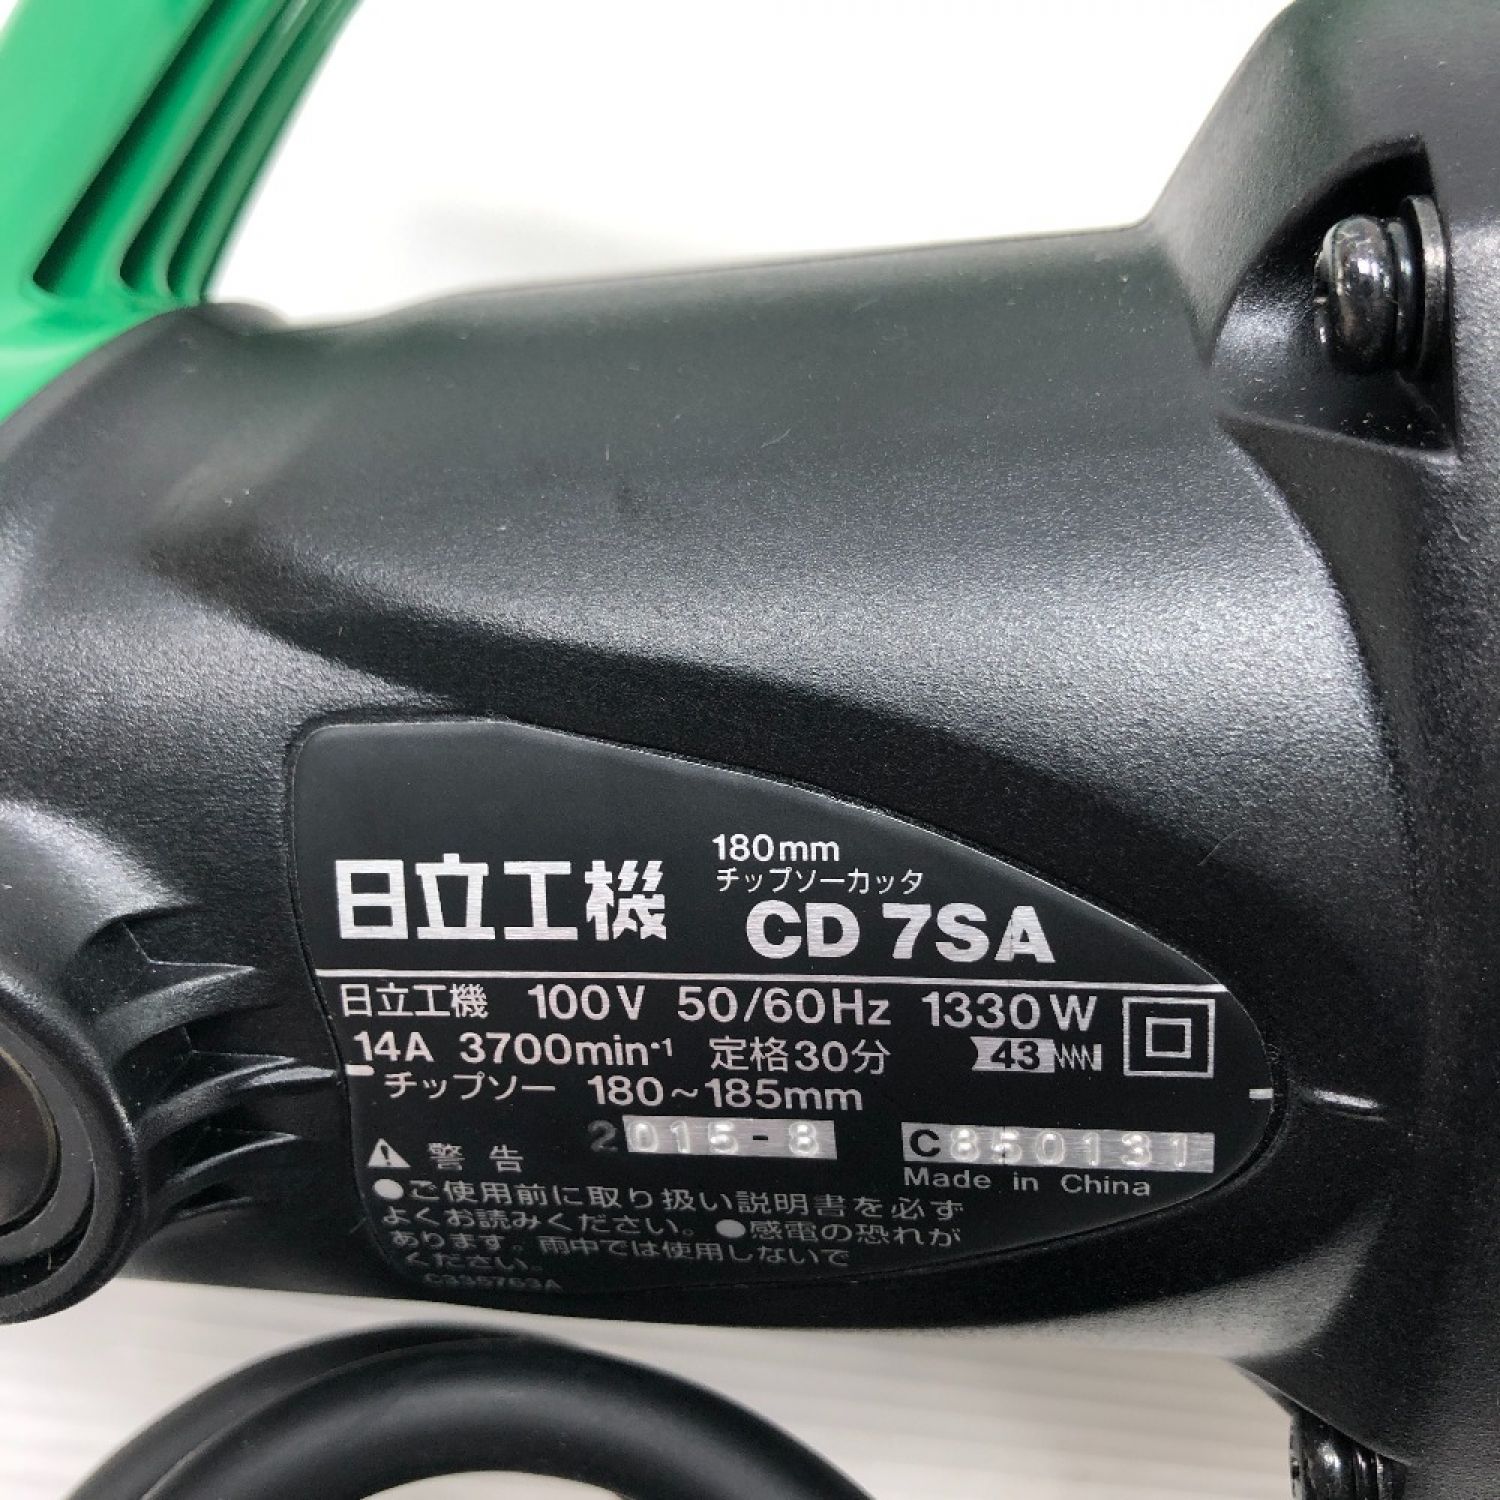 日立工機
180mm
チップソーカッタ
CD 7SA
日立工機 100V 50/60Hz 1330W
14A 3700min⁻¹ 定格30分 43
チップソー 180～185mm
2015-8 C850131
Made in China
警告
●ご使用前に取り扱い説明書を必ず
よくお読みください。●感電の恐れが
あります。雨中では使用しないで
ください。
C335763A